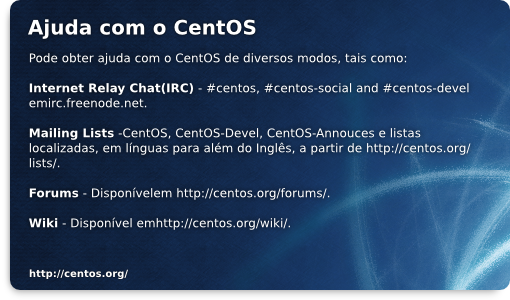 Ajuda com o CentOS
Pode obter ajuda com o CentOS de diversos modos, tais como:
Internet Relay Chat(IRC) - #centos, #centos-social and #centos-devel
emirc.freenode.net.
Mailing Lists -CentOS, CentOS-Devel, CentOS-Annouces e listas
localizadas, em línguas para além do Inglês, a partir de http://centos.org/
lists/.
Forums - Disponívelem http://centos.org/forums/.
Wiki - Disponível emhttp://centos.org/wiki/.
http://centos.org/